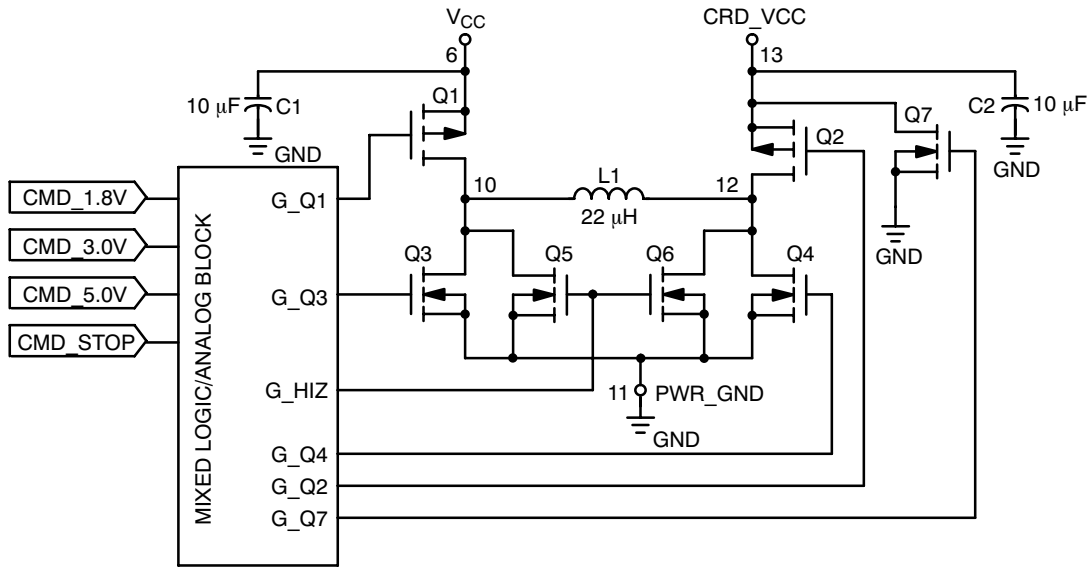 V_CC
CRD_VCC
6
13
Q1
10 μF
C1
GND
Q7
C2
10 μF
Q2
GND
CMD_1.8V
CMD_3.0V
CMD_5.0V
CMD_STOP
MIXED LOGIC/ANALOG BLOCK
G_Q1
10
L1
12
22 μH
GND
Q3
Q5
Q6
Q4
G_Q3
G_HIZ
11
PWR_GND
GND
G_Q4
G_Q2
G_Q7